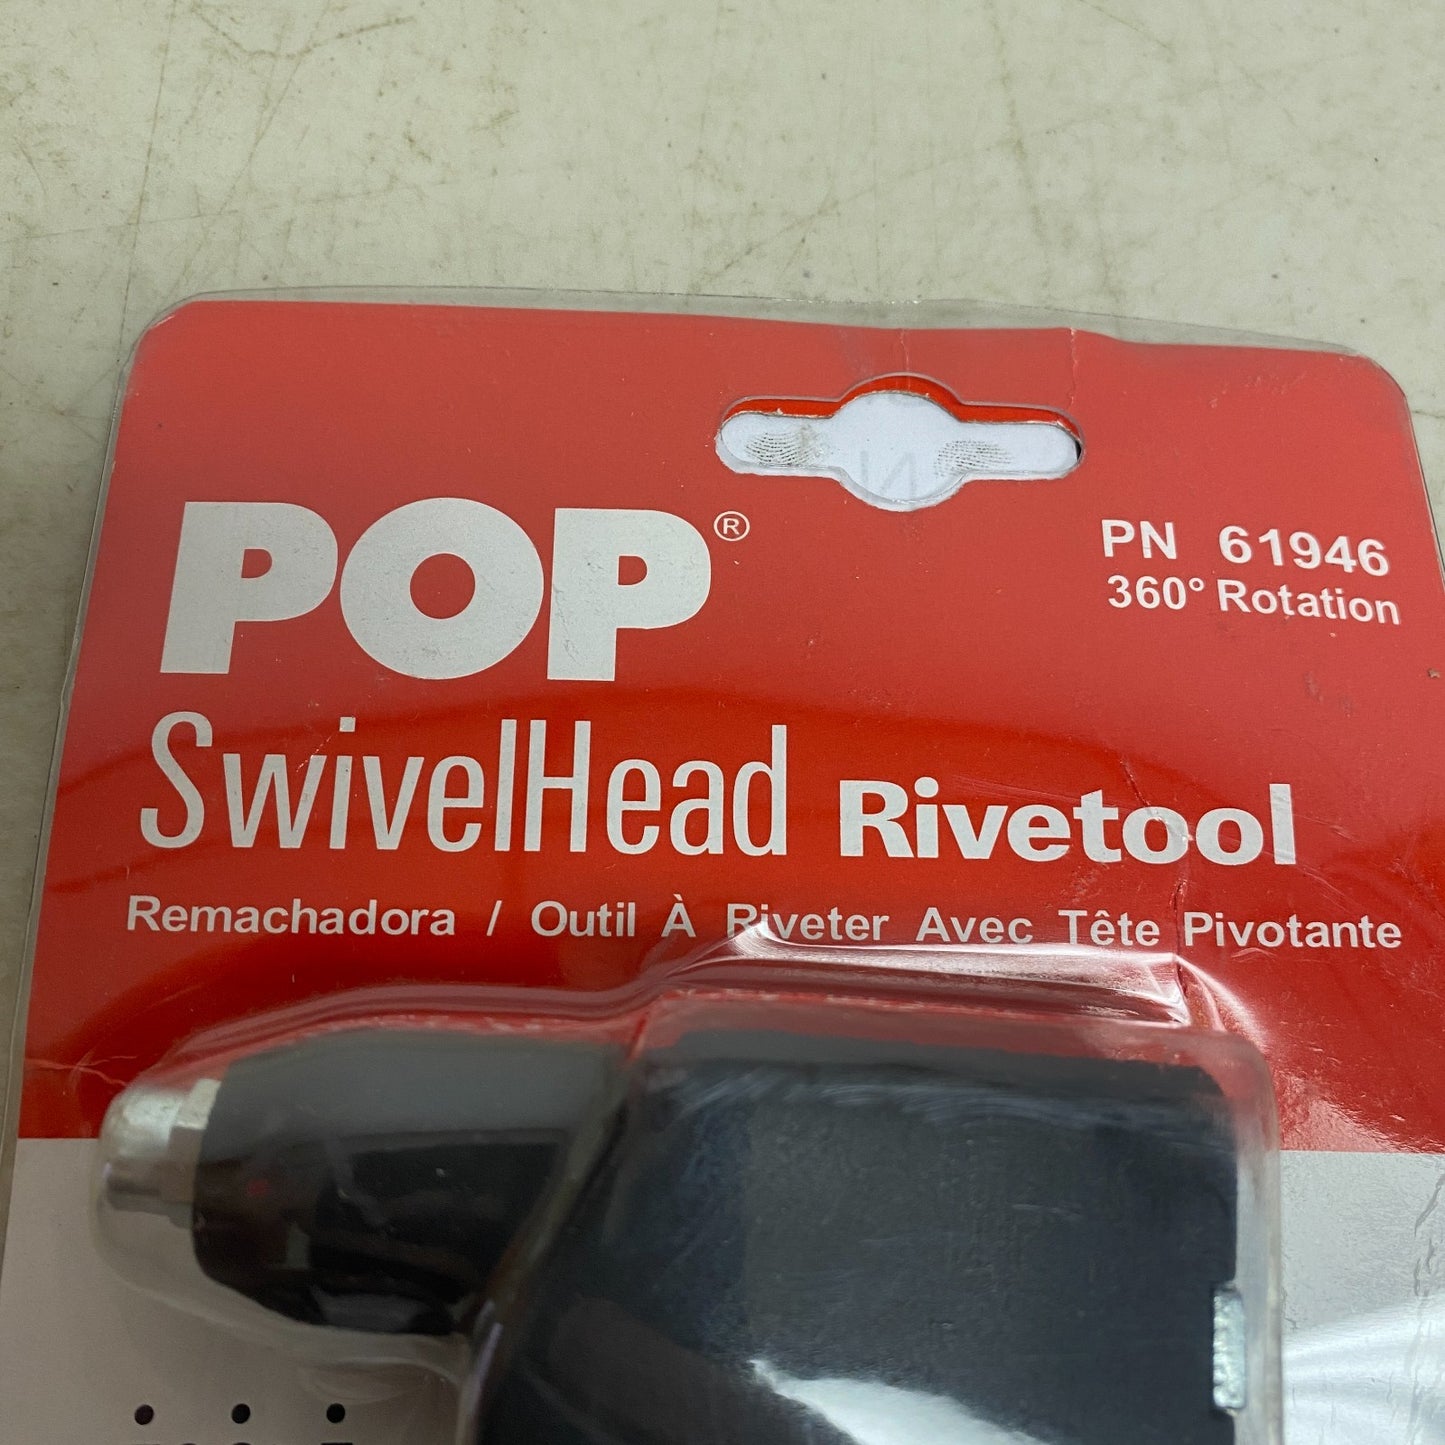 POP®
PN 61946
360° Rotation
SwivelHead Rivetool
Remachadora / Outil À Riveter Avec Tête Pivotante